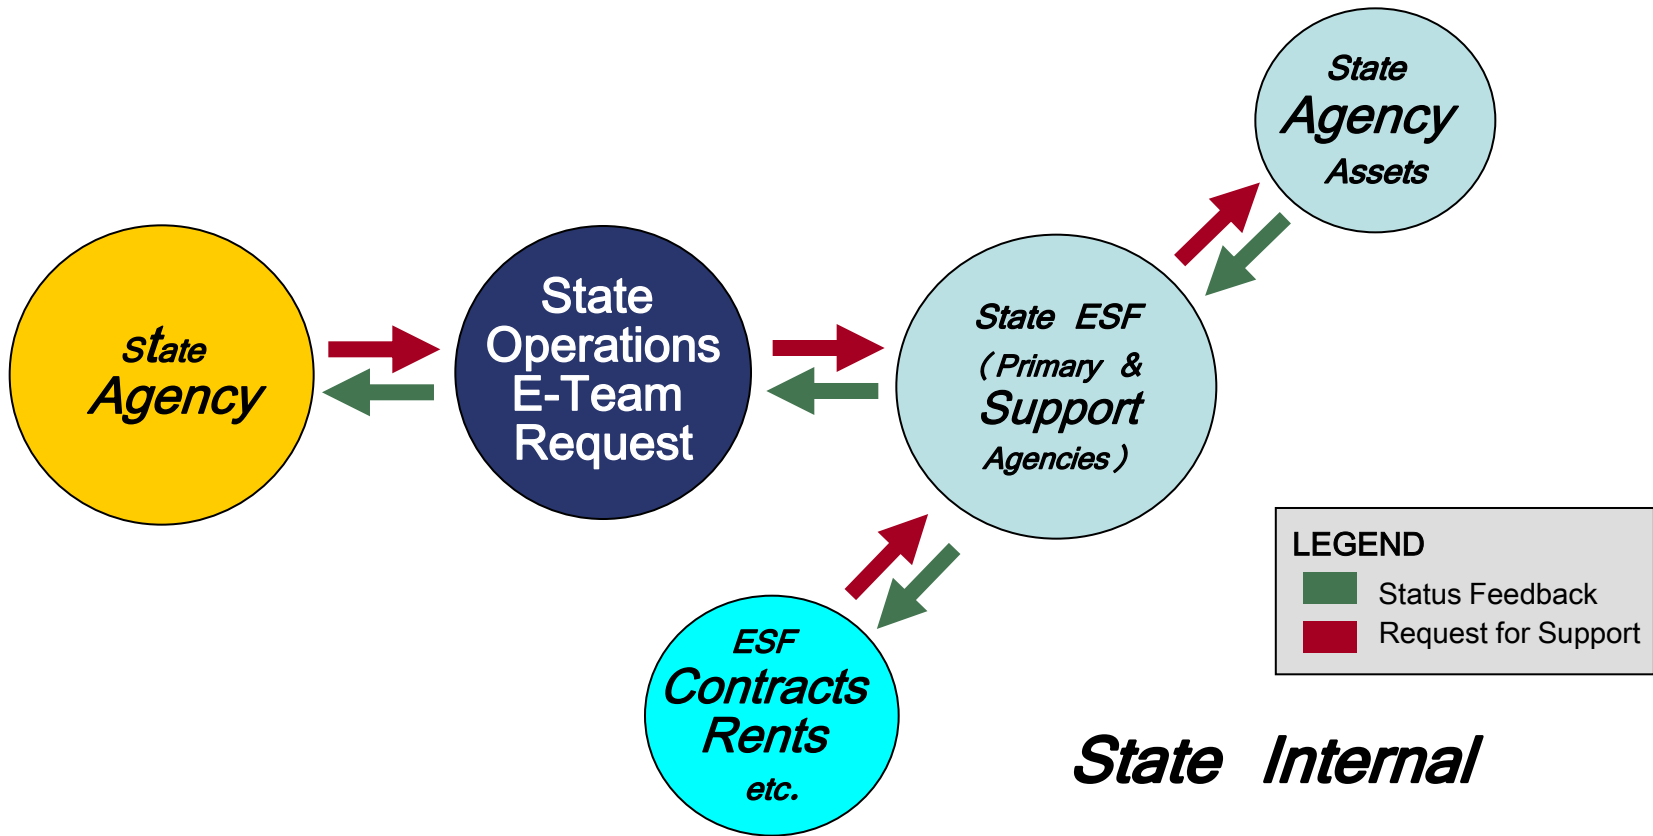 State
Agency
State
Operations
E-Team
Request
State ESF
(Primary &
Support
Agencies)
State
Agency
Assets
ESF
Contracts
Rents
etc.
LEGEND
Status Feedback
Request for Support
State Internal